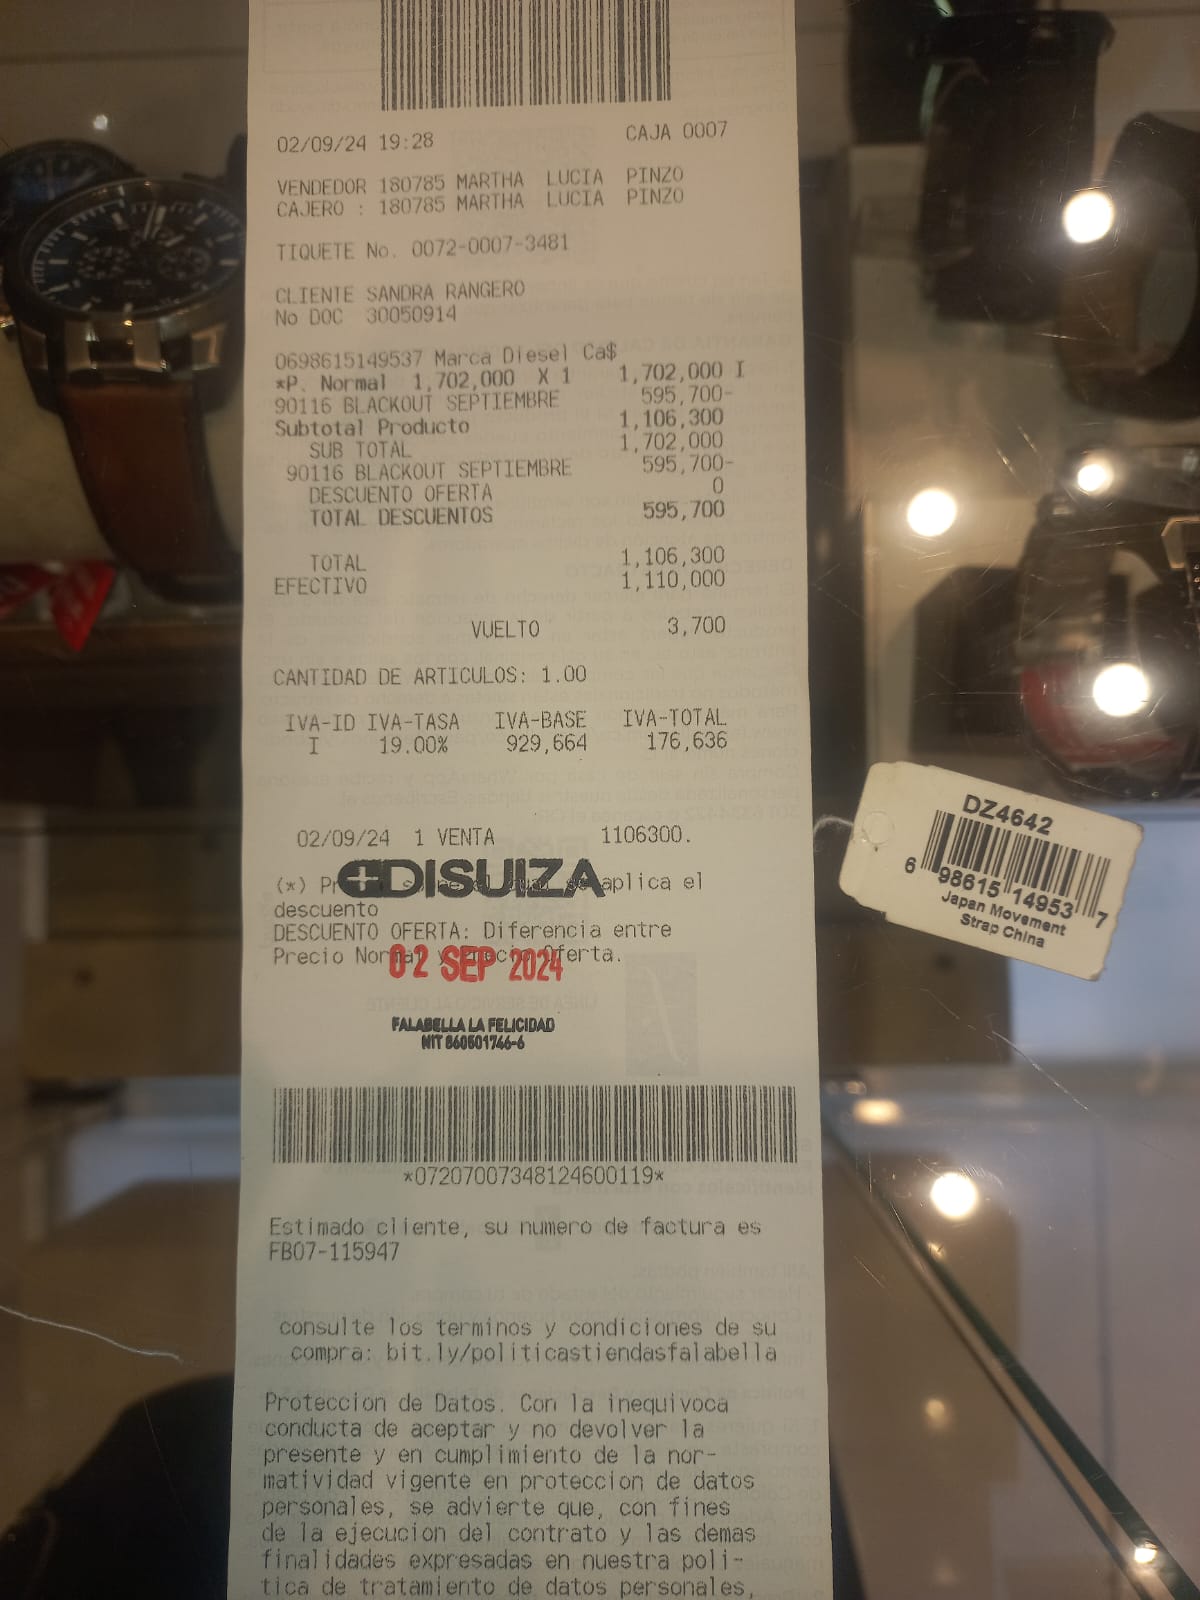 02/09/24 19:28 CAJA 0007
VENDEDOR 180785 MARTHA LUCIA PINZO
CAJERO : 180785 MARTHA LUCIA PINZO
TIQUETE No. 0072-0007-3481
CLIENTE SANDRA RANGERO
No DOC 30050914
0698615149537 Marca Diesel Ca$
*P. Normal 1,702,000 X 1 1,702,000 I
90116 BLACKOUT SEPTIEMBRE 595,700-
Subtotal Producto 1,106,300
SUB TOTAL 1,702,000
90116 BLACKOUT SEPTIEMBRE 595,700-
DESCUENTO OFERTA 0
TOTAL DESCUENTOS 595,700
TOTAL 1,106,300
EFECTIVO 1,110,000
VUELTO 3,700
CANTIDAD DE ARTICULOS: 1.00
IVA-ID IVA-TASA IVA-BASE IVA-TOTAL
I 19.00% 929,664 176,636
02/09/24 1 VENTA 1106300.
DISUIZA
(*) se aplica el
descuento
DESCUENTO OFERTA: Diferencia entre
Precio Normal y Precio Oferta.
02 SEP 2024
FALABELLA LA FELICIDAD
NIT 860501746-6
*07207007348124600119*
Estimado cliente, su numero de factura es
FB07-115947
consulte los terminos y condiciones de su
compra: bit.ly/politicastiendasfalabella
Proteccion de Datos. Con la inequivoca
conducta de aceptar y no devolver la
presente y en cumplimiento de la nor-
matividad vigente en proteccion de datos
personales, se advierte que, con fines
de la ejecucion del contrato y las demas
finalidades expresadas en nuestra poli-
tica de tratamiento de datos personales,
DZ4642
6 98615 14953 7
Japan Movement
Strap China